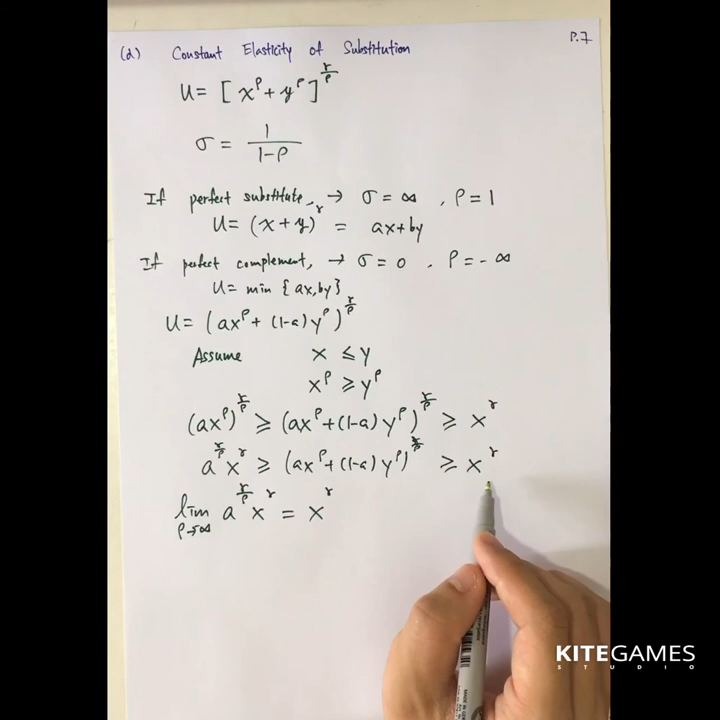 P.7
(d) Constant Elasticity of Substitution
U = [x^ρ + y^ρ]^(r/ρ)
σ = 1/(1-ρ)
If perfect substitute, → σ = ∞ , ρ = 1
U = (x + y)^r = ax + by
If perfect complement, → σ = 0 , ρ = -∞
U = min {ax, by}
U = (ax^ρ + (1-a) y^ρ)^(r/ρ)
Assume x ≤ y
x^ρ ≥ y^ρ
(ax^ρ)^(r/ρ) ≥ (ax^ρ + (1-a) y^ρ)^(r/ρ) ≥ x^r
a^(r/ρ) x^r ≥ (ax^ρ + (1-a) y^ρ)^(r/ρ) ≥ x^r
lim ρ→-∞ a^(r/ρ) x^r = x^r
KITEGAMES
STUDIO